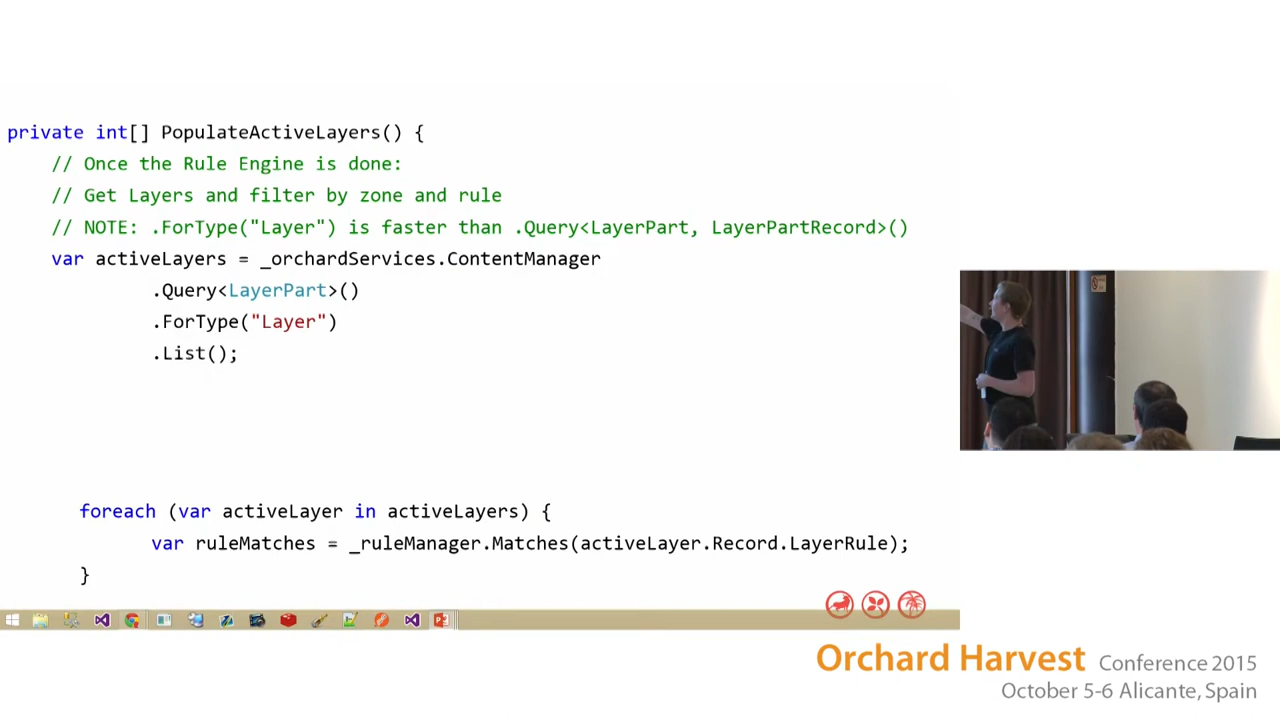 private int[] PopulateActiveLayers() {
// Once the Rule Engine is done:
// Get Layers and filter by zone and rule
// NOTE: .ForType("Layer") is faster than .Query<LayerPart, LayerPartRecord>()
var activeLayers = _orchardServices.ContentManager
.Query<LayerPart>()
.ForType("Layer")
.List();
foreach (var activeLayer in activeLayers) {
var ruleMatches = _ruleManager.Matches(activeLayer.Record.LayerRule);
}
Orchard Harvest Conference 2015
October 5-6 Alicante, Spain